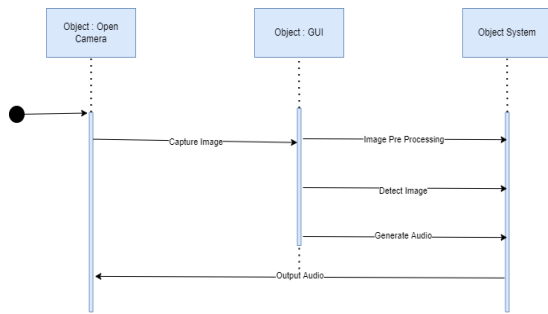 Object : Open
Camera
Object : GUI
Object System
Capture Image
Image Pre Processing
Detect Image
Generate Audio
Output Audio